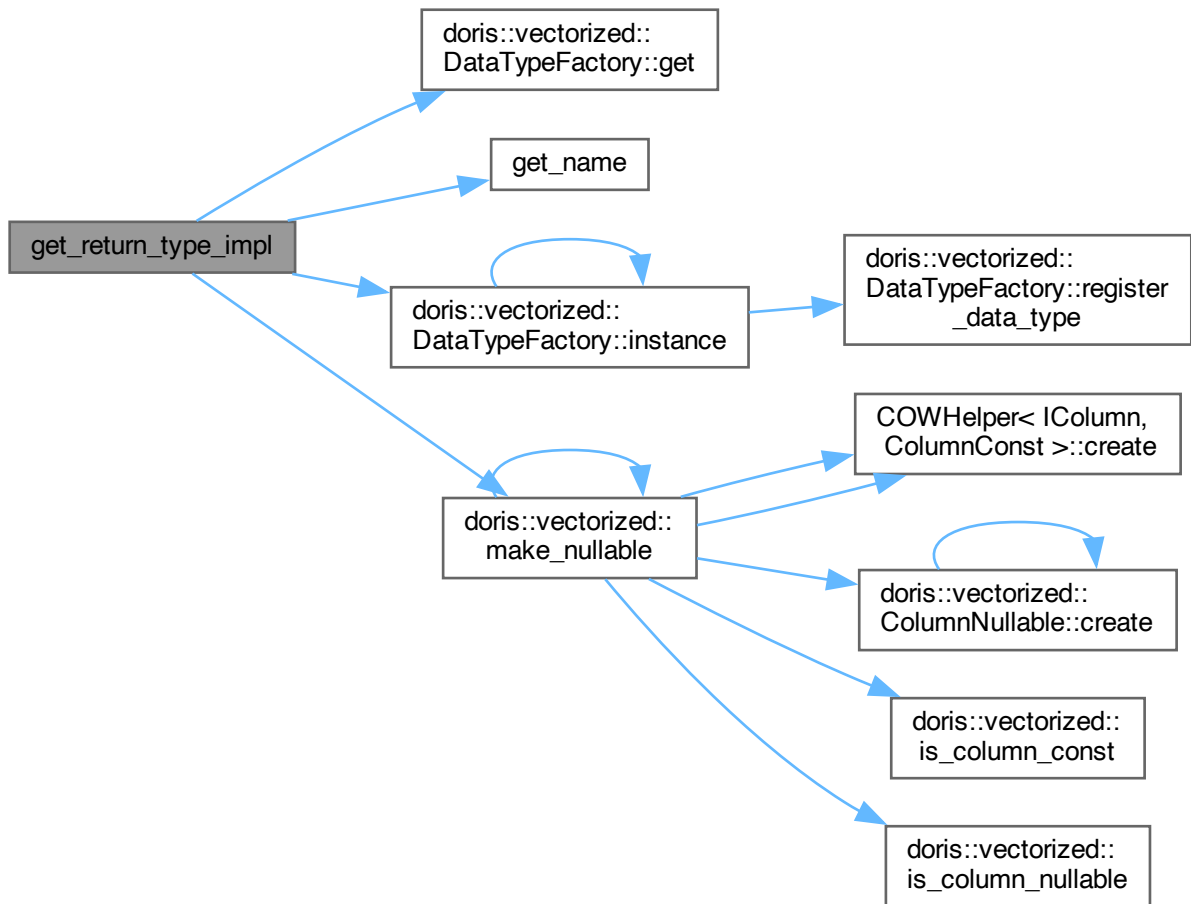 doris::vectorized::
DataTypeFactory::get
get_name
get_return_type_impl
doris::vectorized::
DataTypeFactory::instance
doris::vectorized::
DataTypeFactory::register
_data_type
doris::vectorized::
make_nullable
COWHelper< IColumn,
ColumnConst >::create
doris::vectorized::
ColumnNullable::create
doris::vectorized::
is_column_const
doris::vectorized::
is_column_nullable